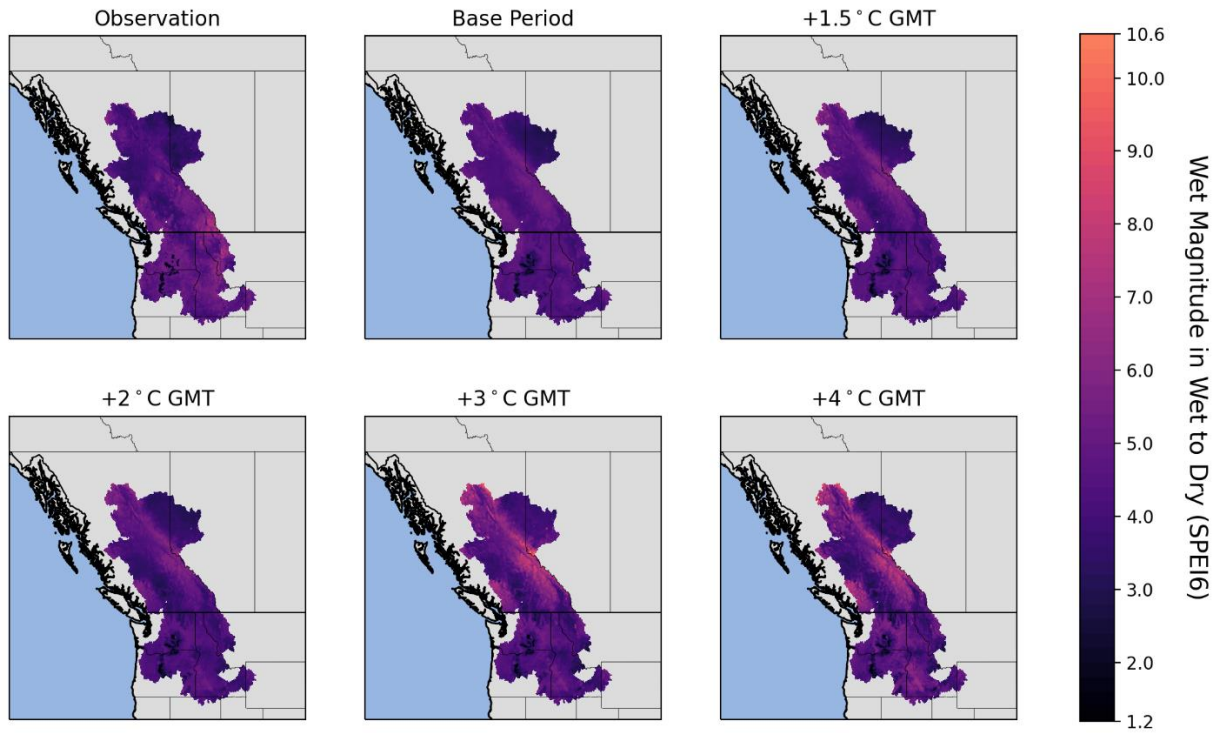 Observation
Base Period
+1.5°C GMT
+2°C GMT
+3°C GMT
+4°C GMT
10.6
10.0
9.0
8.0
7.0
6.0
5.0
4.0
3.0
2.0
1.2
Wet Magnitude in Wet to Dry (SPEI6)